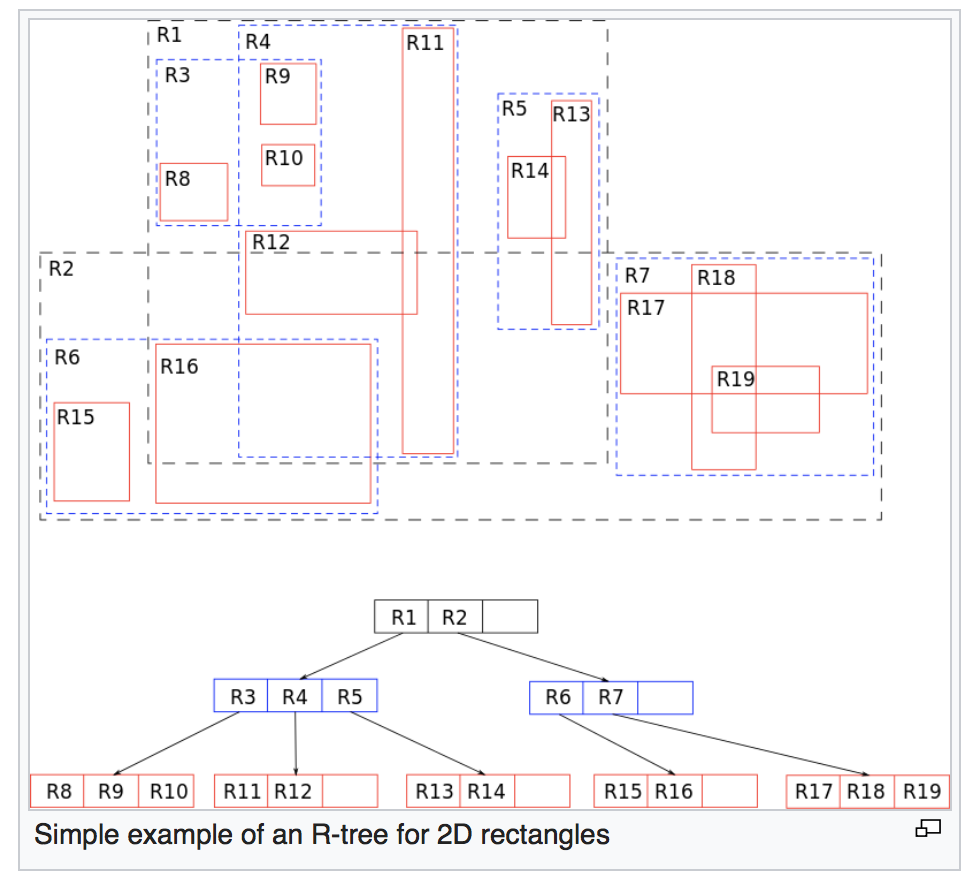 R1 R4 R11
R3 R9
R5 R13
R10
R14
R8
R12
R2
R7 R18
R17
R6
R16
R19
R15
R1 R2
R3 R4 R5
R6 R7
R8 R9 R10
R11 R12
R13 R14
R15 R16
R17 R18 R19
Simple example of an R-tree for 2D rectangles